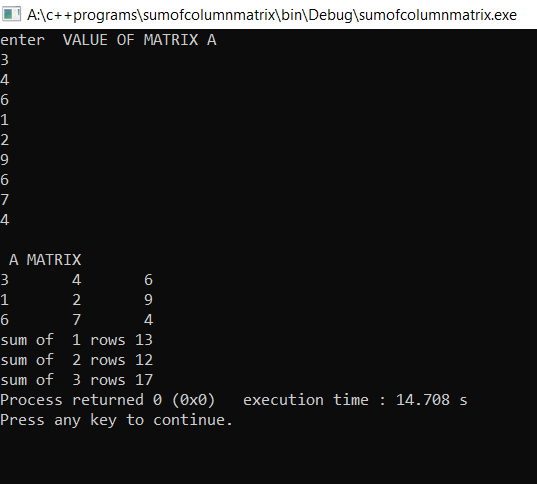 A:\c++programs\sumofcolumnmatrix\bin\Debug\sumofcolumnmatrix.exe
enter  VALUE OF MATRIX A
3
4
6
1
2
9
6
7
4
 A MATRIX
3       4       6
1       2       9
6       7       4
sum of  1 rows 13
sum of  2 rows 12
sum of  3 rows 17
Process returned 0 (0x0)   execution time : 14.708 s
Press any key to continue.